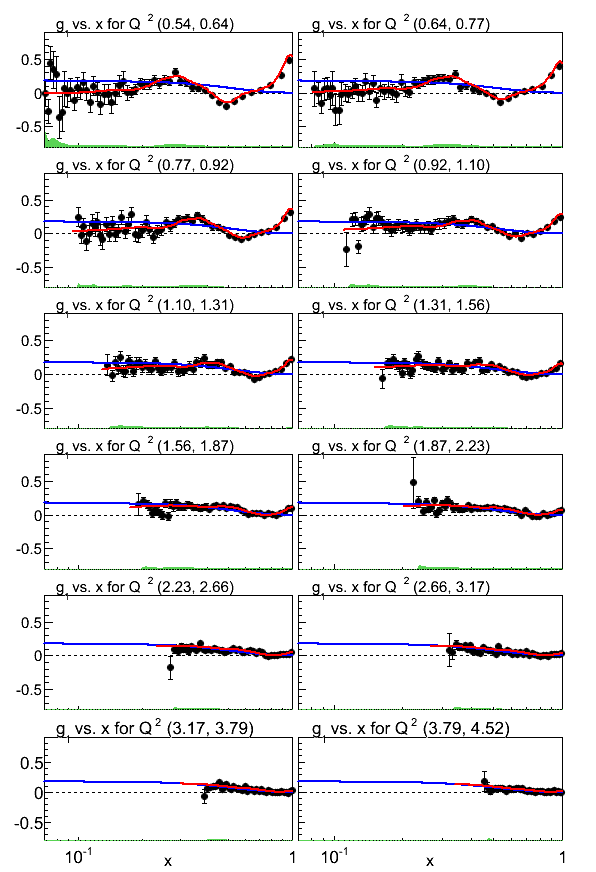 g₁ vs. x for Q² (0.54, 0.64)
g₁ vs. x for Q² (0.64, 0.77)
0.5
0
-0.5
g₁ vs. x for Q² (0.77, 0.92)
g₁ vs. x for Q² (0.92, 1.10)
0.5
0
-0.5
g₁ vs. x for Q² (1.10, 1.31)
g₁ vs. x for Q² (1.31, 1.56)
0.5
0
-0.5
g₁ vs. x for Q² (1.56, 1.87)
g₁ vs. x for Q² (1.87, 2.23)
0.5
0
-0.5
g₁ vs. x for Q² (2.23, 2.66)
g₁ vs. x for Q² (2.66, 3.17)
0.5
0
-0.5
g₁ vs. x for Q² (3.17, 3.79)
g₁ vs. x for Q² (3.79, 4.52)
0.5
0
-0.5
10⁻¹ x 1
10⁻¹ x 1